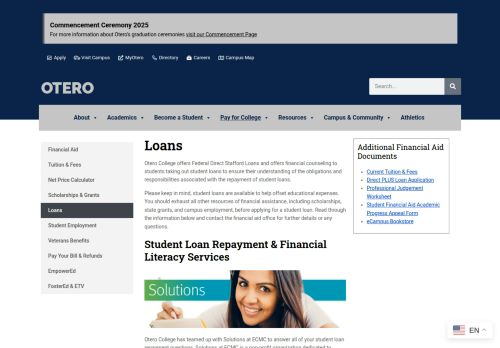 Commencement Ceremony 2025
For more information about Otero's graduation ceremonies visit our Commencement Page
Apply Visit Campus MyOtero Directory Careers Campus Map
OTERO
Search...
About Academics Become a Student Pay for College Resources Campus & Community Athletics
Financial Aid
Tuition & Fees
Net Price Calculator
Scholarships & Grants
Loans
Student Employment
Veterans Benefits
Pay Your Bill & Refunds
EmpowerEd
FosterEd & ETV
Loans
Otero College offers Federal Direct Stafford Loans and offers financial counseling to
students taking out student loans to ensure their understanding of the obligations and
responsibilities associated with the repayment of student loans.
Please keep in mind, student loans are available to help offset educational expenses.
You should exhaust all other resources of financial assistance, including scholarships,
state grants, and campus employment, before applying for a student loan. Read through
the information below and contact the financial aid office for further details or any
questions.
Student Loan Repayment & Financial
Literacy Services
Solutions
Otero College has teamed up with Solutions at ECMC to answer all of your student loan
repayment questions. Solutions at ECMC is a non-profit organization dedicated to
Additional Financial Aid
Documents
Current Tuition & Fees
Direct PLUS Loan Application
Professional Judgement
Worksheet
Student Financial Aid Academic
Progress Appeal Form
eCampus Bookstore
EN